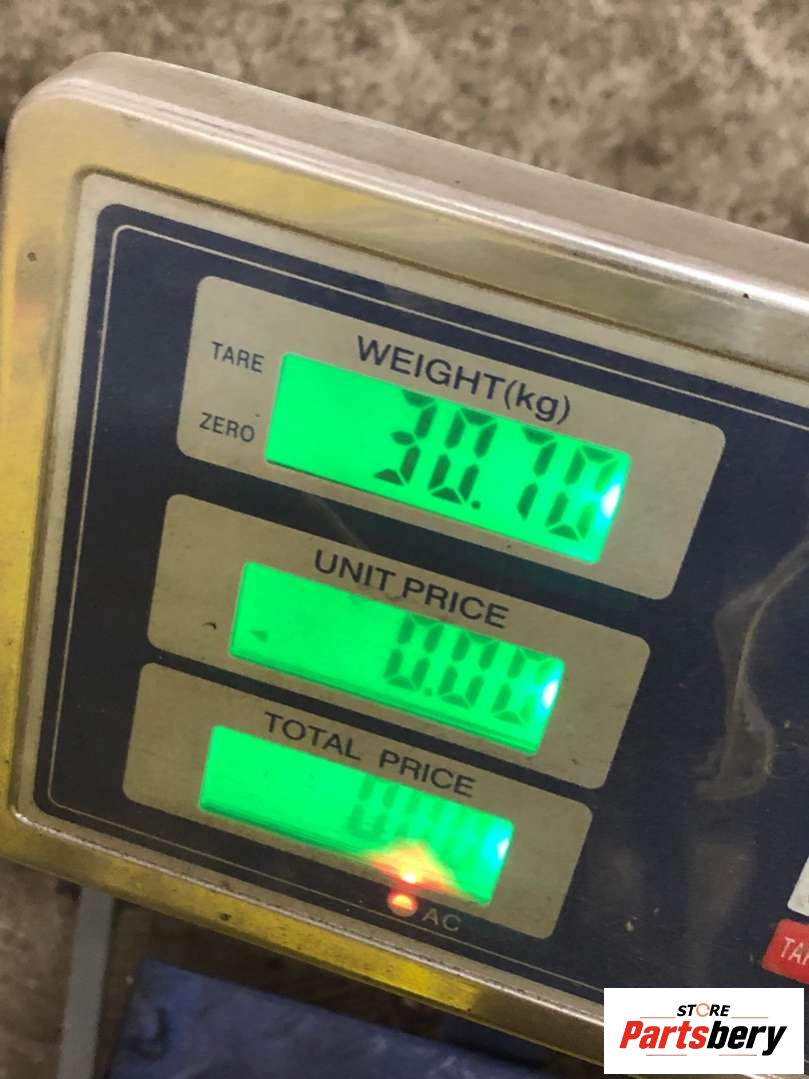 WEIGHT(kg)
TARE
ZERO
30.70
UNIT PRICE
0.00
TOTAL PRICE
AC
STORE
Partsbery